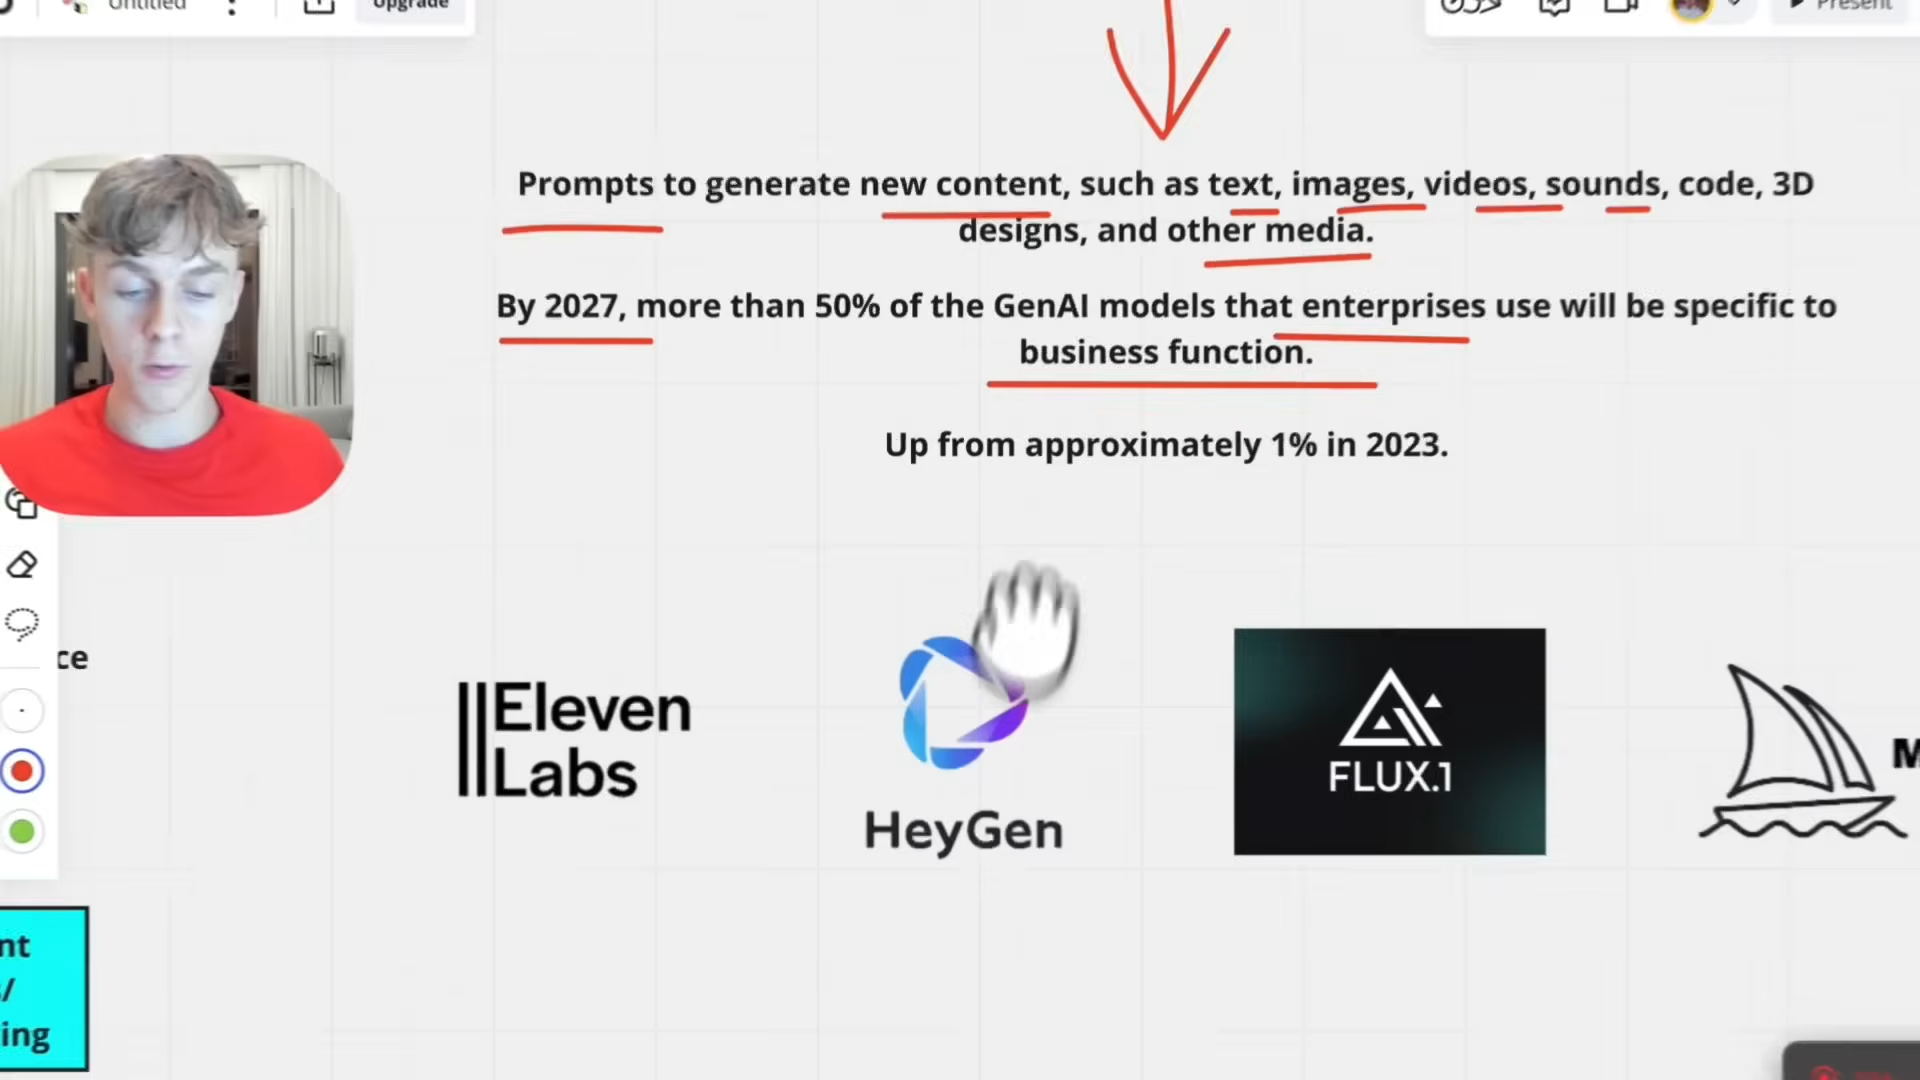 Untitled
Upgrade
Present
Prompts to generate new content, such as text, images, videos, sounds, code, 3D
designs, and other media.
By 2027, more than 50% of the GenAI models that enterprises use will be specific to
business function.
Up from approximately 1% in 2023.
ce
Eleven
Labs
HeyGen
FLUX.1
M
nt
s/
ing